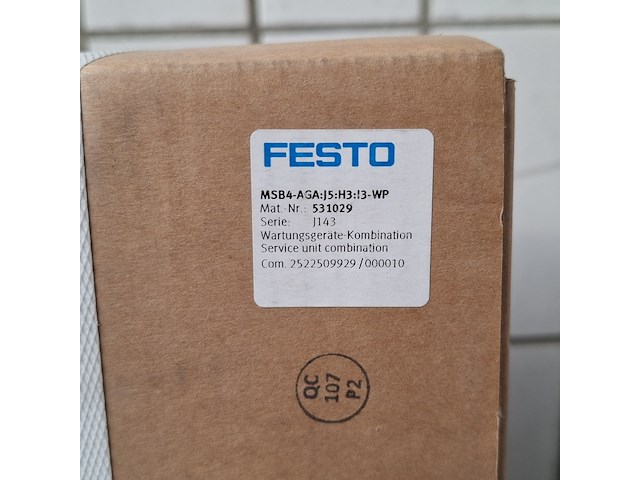 FESTO
MSB4-AGA:J5:H3:I3-WP
Mat.-Nr.: 531029
Serie: J143
Wartungsgeräte-Kombination
Service unit combination
Com. 2522509929/000010
QC
107
P2